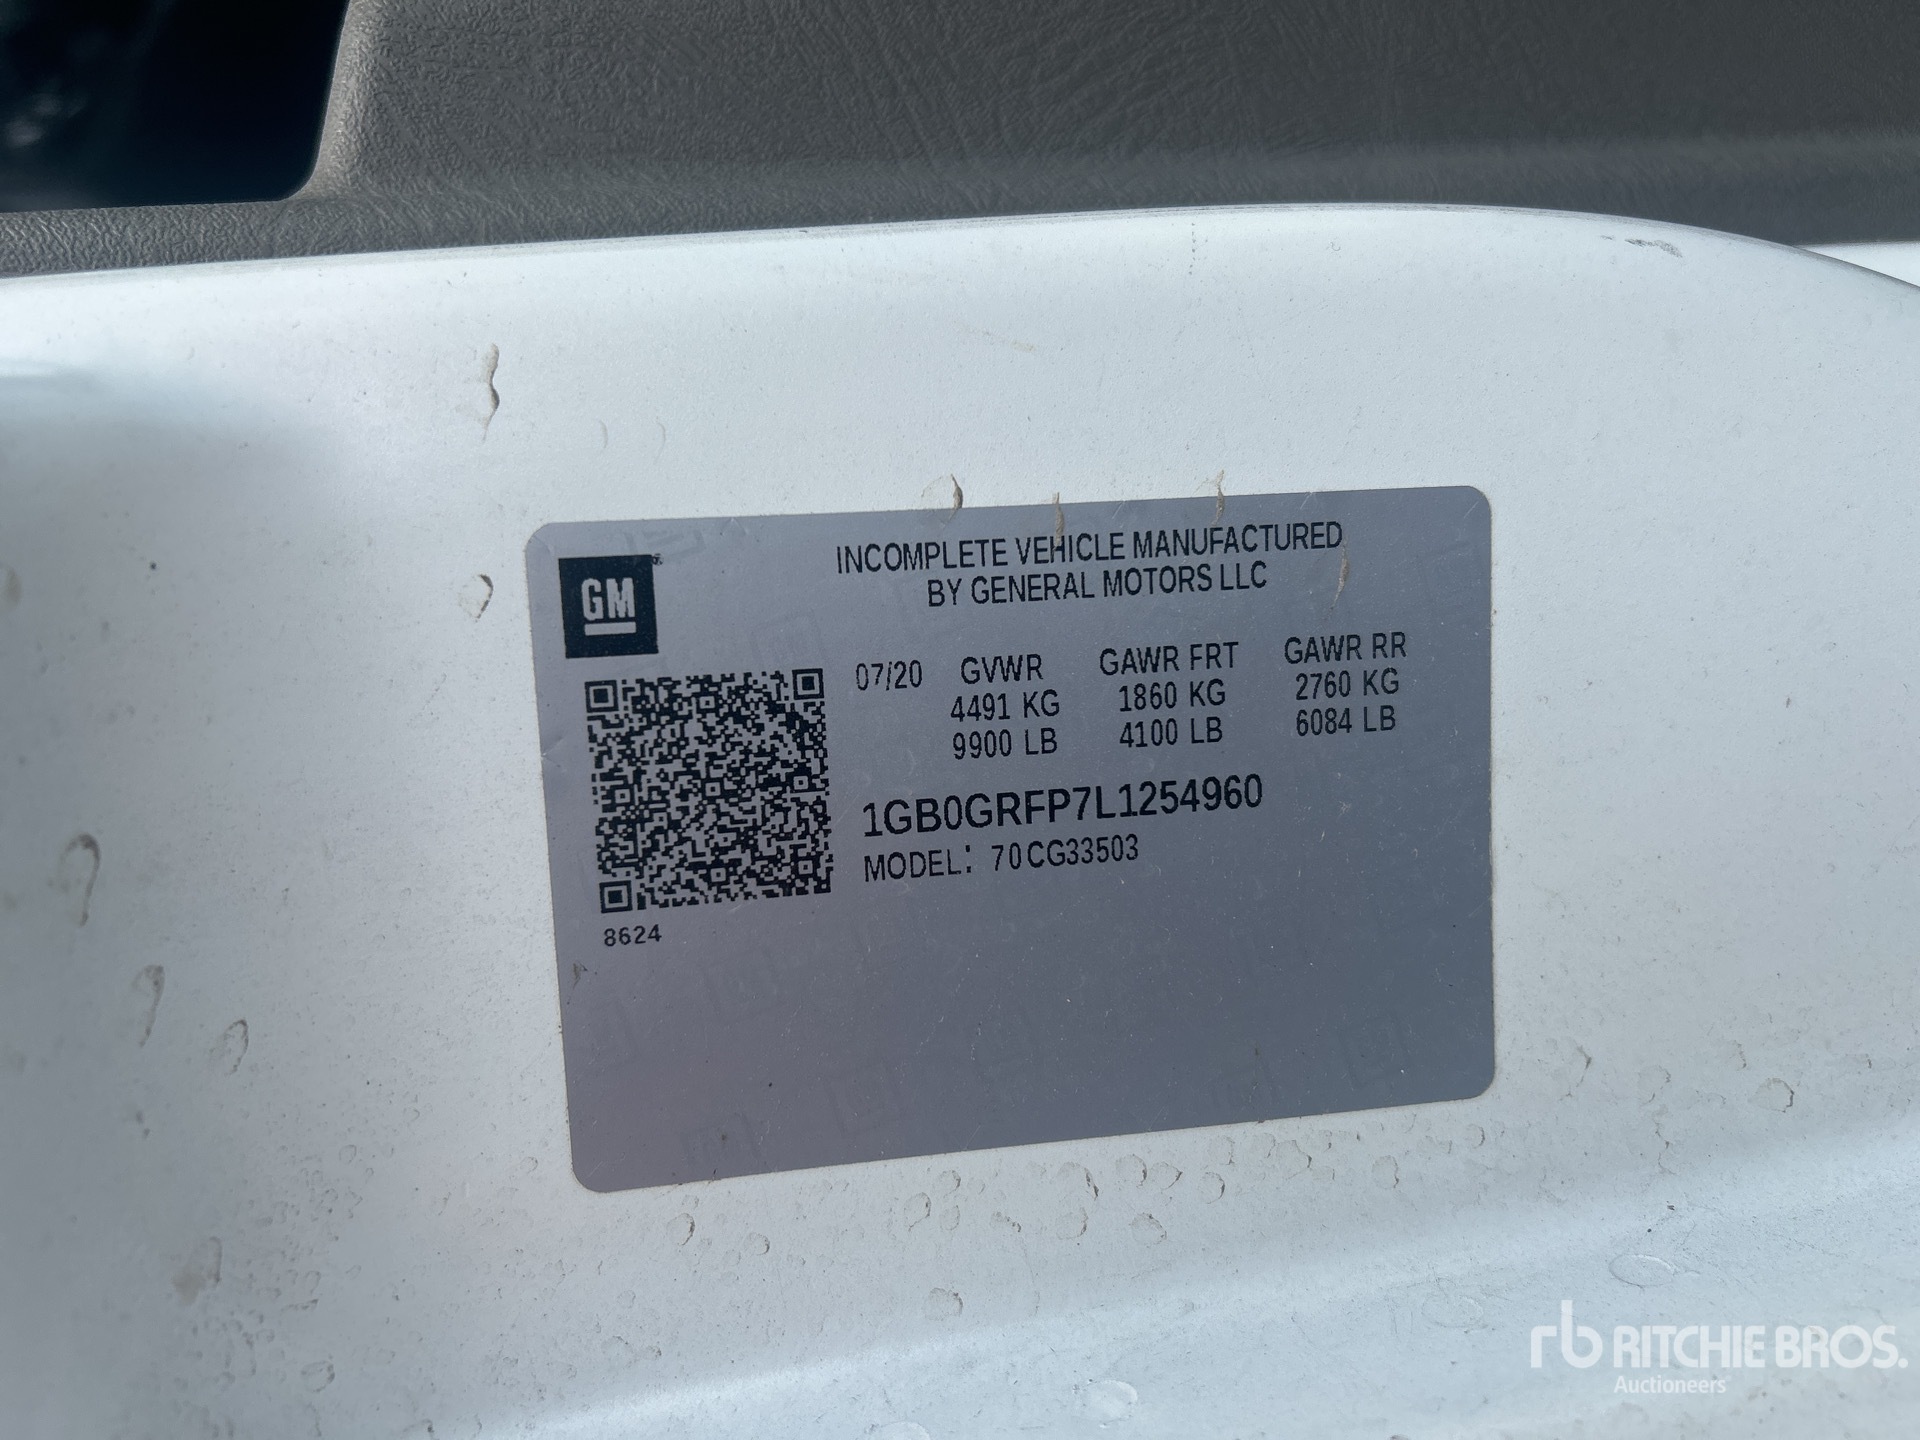 INCOMPLETE VEHICLE MANUFACTURED
BY GENERAL MOTORS LLC
GM®
07/20 GVWR GAWR FRT GAWR RR
4491 KG 1860 KG 2760 KG
9900 LB 4100 LB 6084 LB
1GB0GRFP7L1254960
MODEL: 70CG33503
8624
rb RITCHIE BROS.
Auctioneers